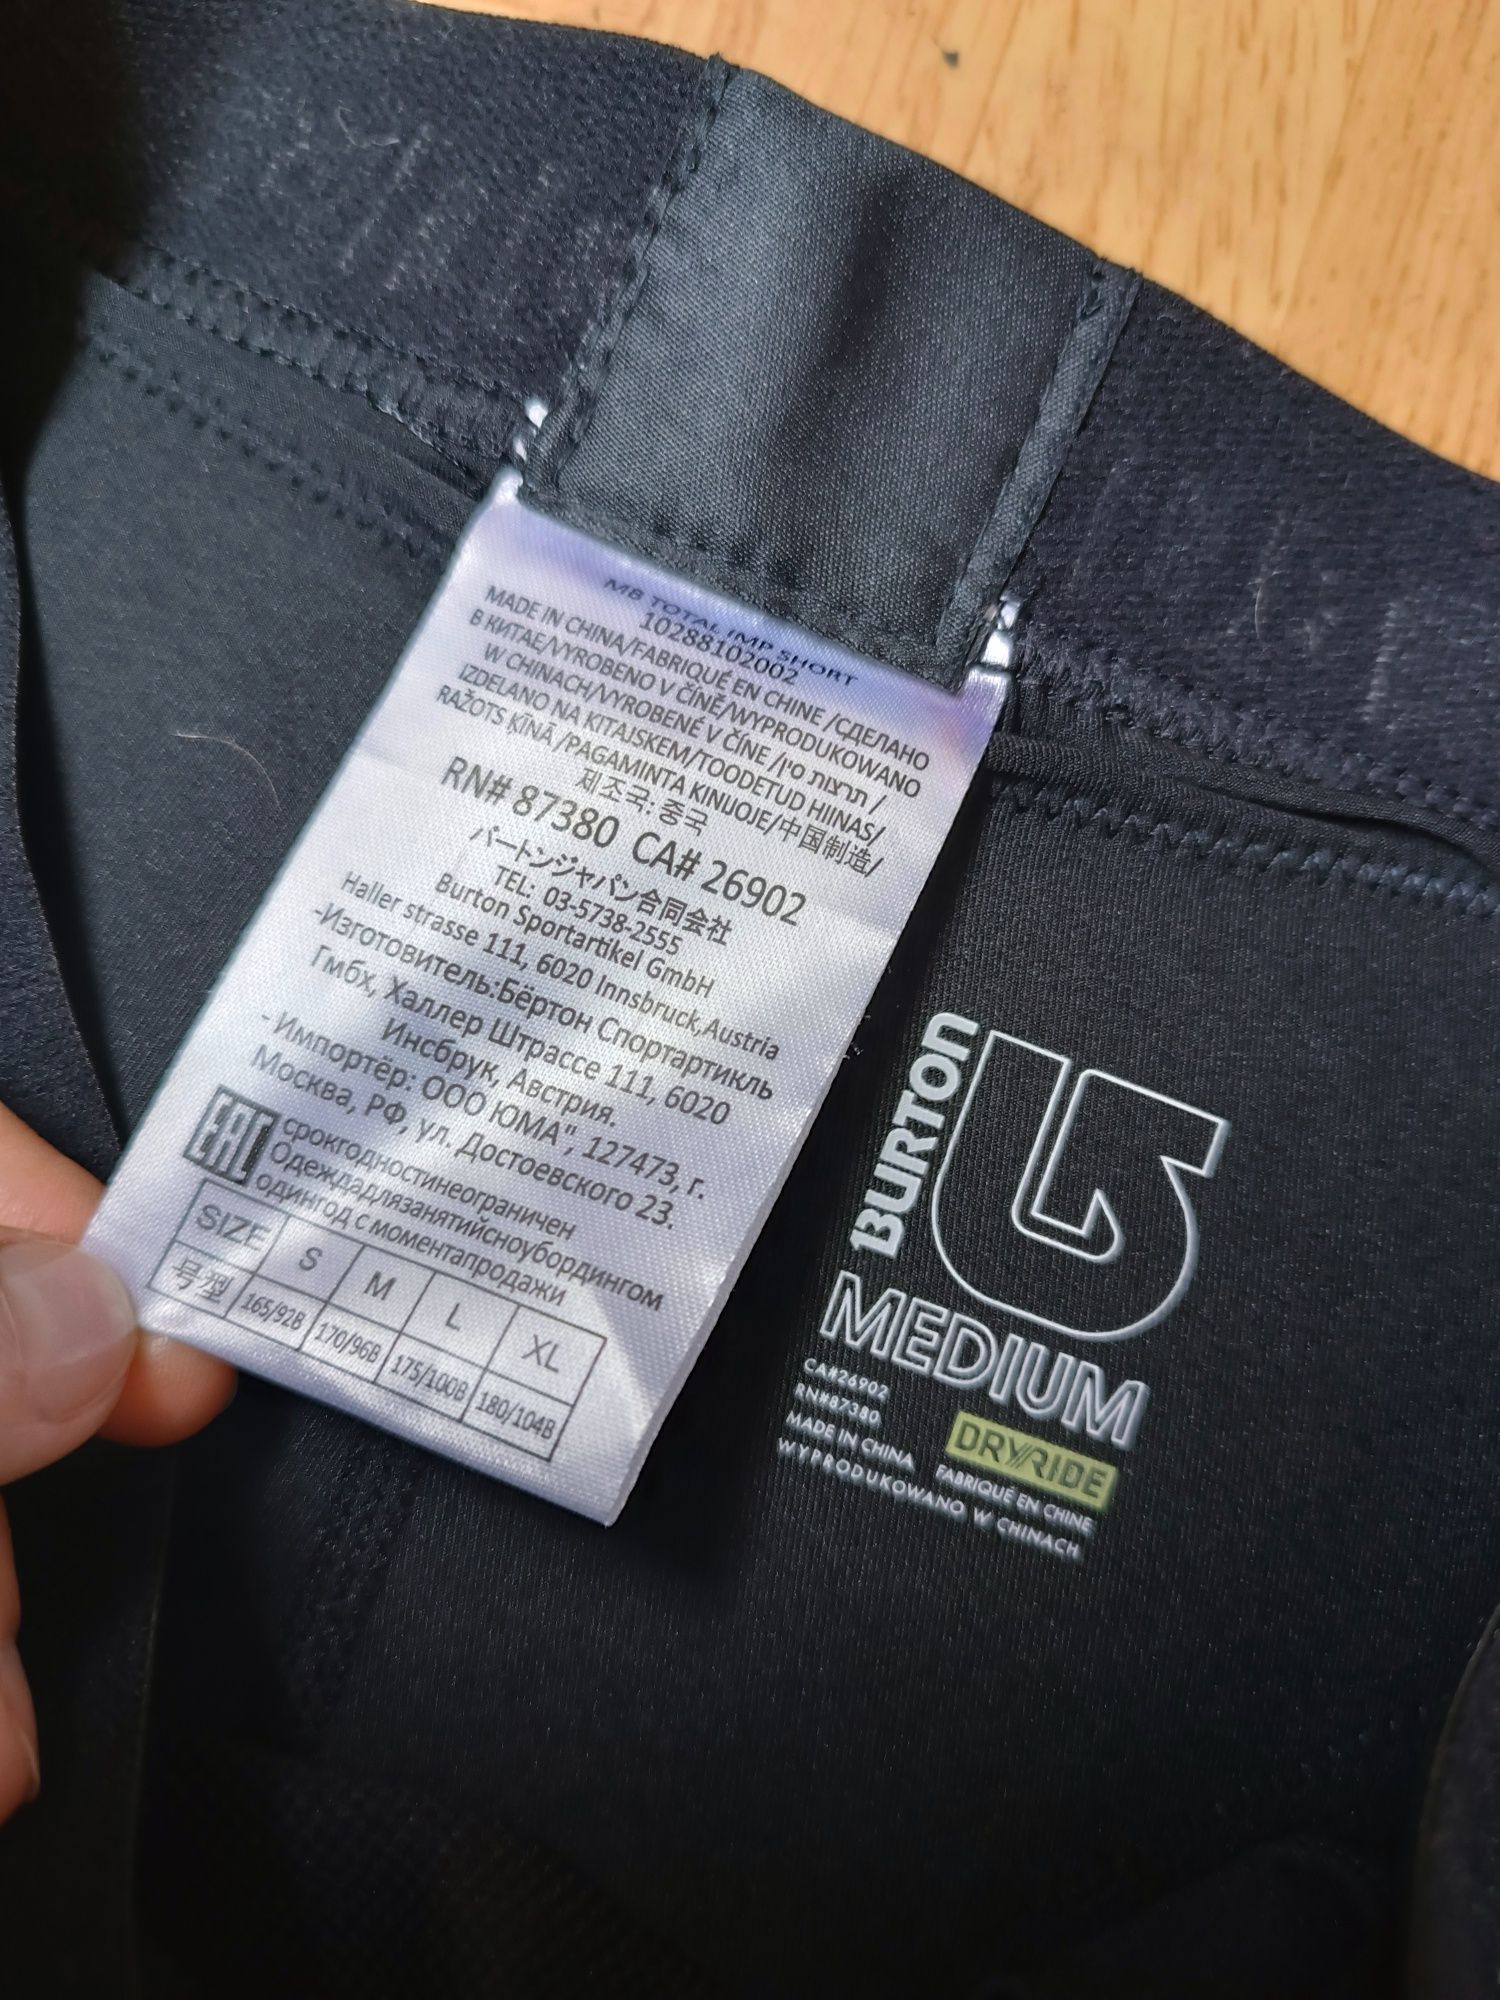 MB TOTAL IMP SHORT
10288102002
MADE IN CHINA/FABRIQUÉ EN CHINE /СДЕЛАНО
В КИТАЕ/VYROBENO V ČÍNĚ/WYPRODUKOWANO
W CHINACH/VYROBENÉ V ČÍNE /תרצות סין /
IZDELANO NA KITAJSKEM/TOODETUD HIINAS/
RAŽOTS ĶĪNĀ /PAGAMINTA KINIJOJE/中国制造/
제조국: 중국
RN# 87380 CA# 26902
バートンジャパン合同会社
TEL: 03-5738-2555
Burton Sportartikel GmbH
Haller strasse 111, 6020 Innsbruck,Austria
-Изготовитель:Бёртон Спортартикль
Гмбх, Халлер Штрассе 111, 6020
Инсбрук, Австрия.
- Импортёр: ООО ЮМА", 127473, г.
Москва, РФ, ул. Достоевского 23.
EAC срокгодностинеограничен
Одеждадлязанятийсноубордингом
одингод с моментапродажи
SIZE S M L XL
号型 165/92B 170/96B 175/100B 180/104B
BURTON
MEDIUM
CA#26902
RN#87380
DRYRIDE
MADE IN CHINA FABRIQUÉ EN CHINE
WYPRODUKOWANO W CHINACH